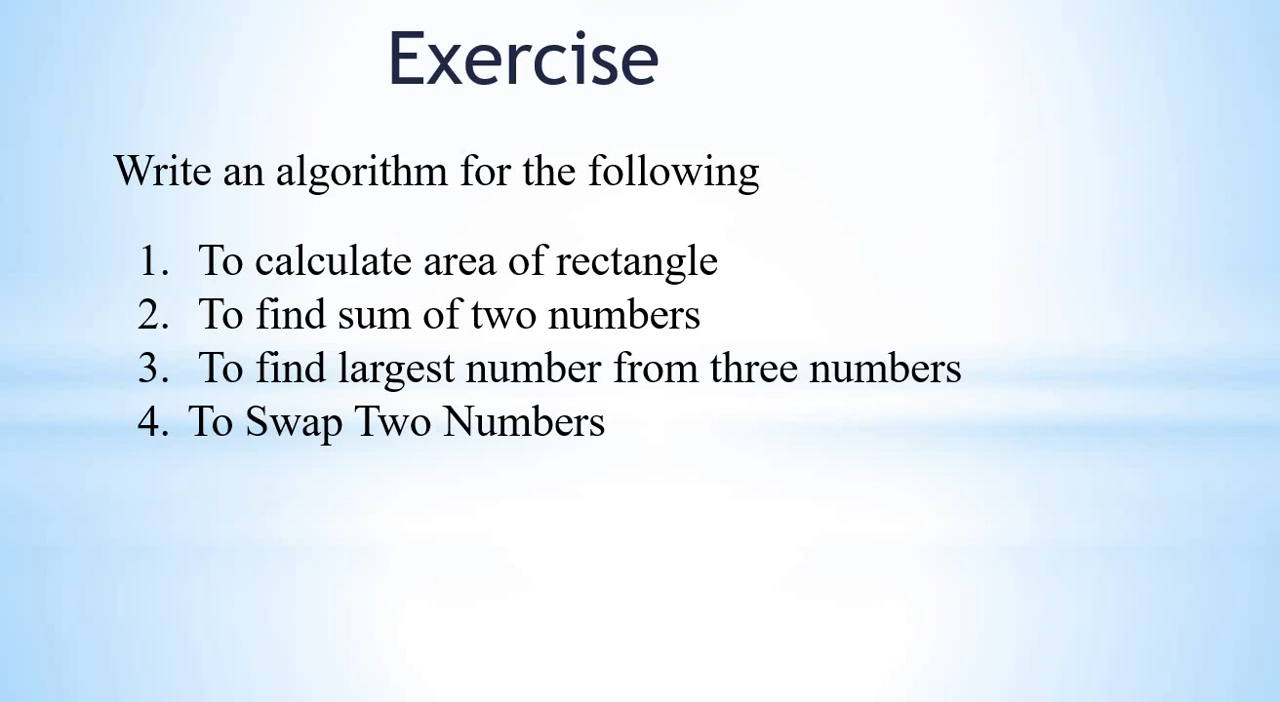 Exercise
Write an algorithm for the following
1. To calculate area of rectangle
2. To find sum of two numbers
3. To find largest number from three numbers
4. To Swap Two Numbers